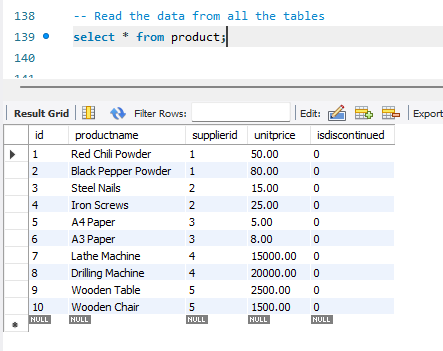 138 -- Read the data from all the tables
139 select * from product;
140
Result Grid Filter Rows: Edit: Export
id productname supplierid unitprice isdiscontinued
1 Red Chili Powder 1 50.00 0
2 Black Pepper Powder 1 80.00 0
3 Steel Nails 2 15.00 0
4 Iron Screws 2 25.00 0
5 A4 Paper 3 5.00 0
6 A3 Paper 3 8.00 0
7 Lathe Machine 4 15000.00 0
8 Drilling Machine 4 20000.00 0
9 Wooden Table 5 2500.00 0
10 Wooden Chair 5 1500.00 0
NULL NULL NULL NULL NULL